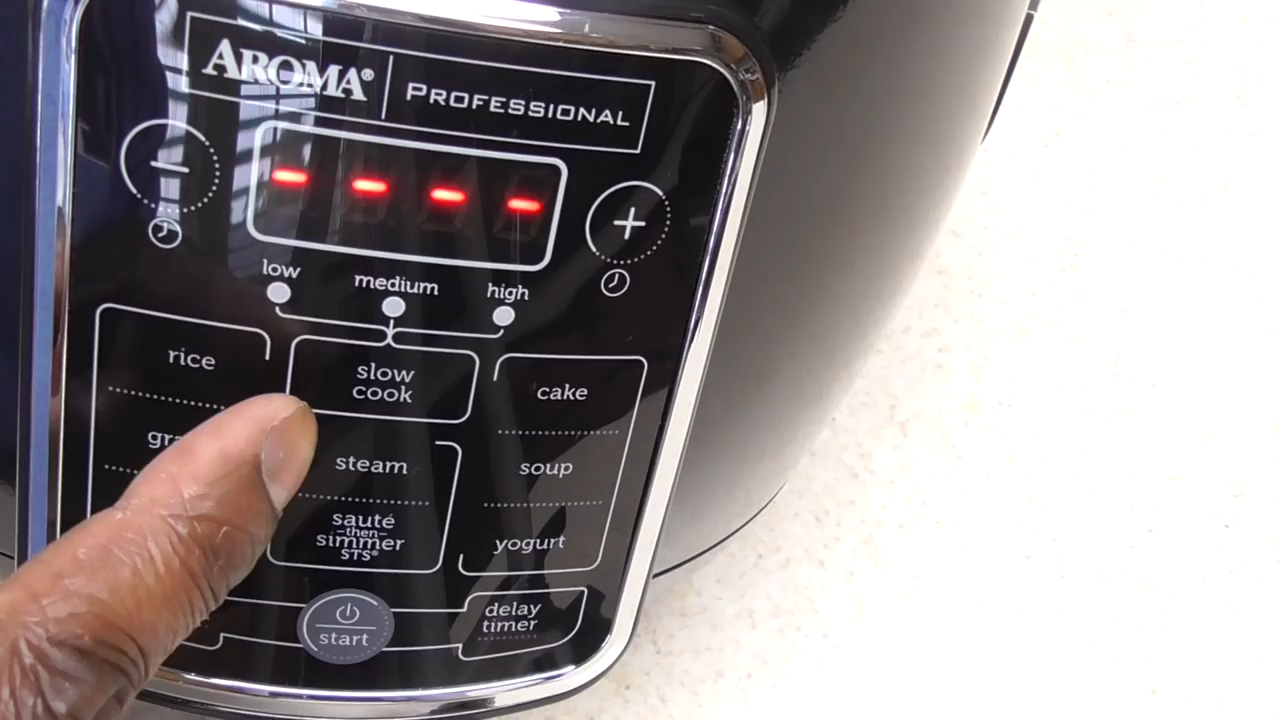 AROMA® PROFESSIONAL
– – – –
−
+
low
medium
high
rice
slow
cook
cake
steam
soup
sauté
–then–
simmer
STS®
yogurt
start
delay
timer